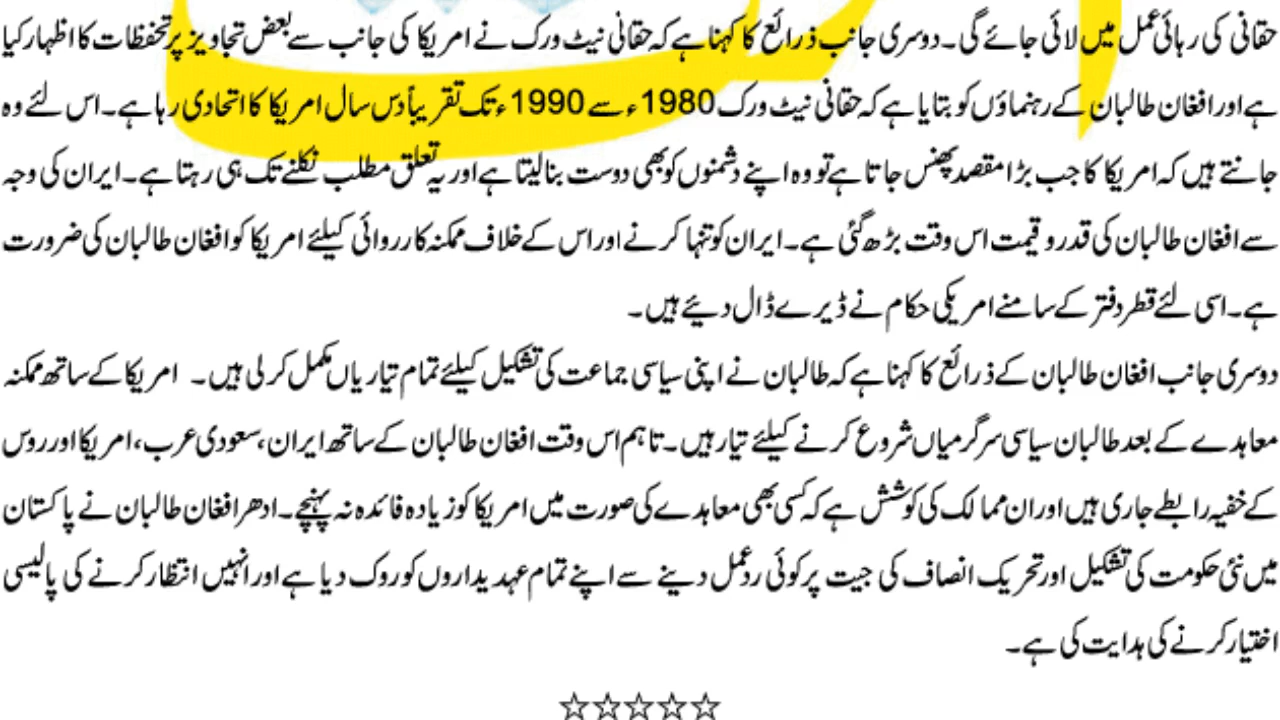 حقانی کی رہائی عمل میں لائی جائے گی۔ دوسری جانب ذرائع کا کہنا ہے کہ حقانی نیٹ ورک نے امریکا کی جانب سے بعض تجاویز پر تحفظات کا اظہار کیا
ہے اور افغان طالبان کے رہنماؤں کو بتایا ہے کہ حقانی نیٹ ورک 1980ء سے 1990ء تک تقریباً دس سال امریکا کا اتحادی رہا ہے۔ اس لئے وہ
جانتے ہیں کہ امریکا کا جب بڑا مقصد پھنس جاتا ہے تو وہ اپنے دشمنوں کو بھی دوست بنا لیتا ہے اور یہ تعلق مطلب نکلنے تک ہی رہتا ہے۔ ایران کی وجہ
سے افغان طالبان کی قدر و قیمت اس وقت بڑھ گئی ہے۔ ایران کو تنہا کرنے اور اس کے خلاف ممکنہ کارروائی کیلئے امریکا کو افغان طالبان کی ضرورت
ہے۔ اسی لئے قطر دفتر کے سامنے امریکی حکام نے ڈیرے ڈال دیئے ہیں۔
دوسری جانب افغان طالبان کے ذرائع کا کہنا ہے کہ طالبان نے اپنی سیاسی جماعت کی تشکیل کیلئے تمام تیاریاں مکمل کر لی ہیں۔ امریکا کے ساتھ ممکنہ
معاہدے کے بعد طالبان سیاسی سرگرمیاں شروع کرنے کیلئے تیار ہیں۔ تاہم اس وقت افغان طالبان کے ساتھ ایران، سعودی عرب، امریکا اور روس
کے خفیہ رابطے جاری ہیں اور ان ممالک کی کوشش ہے کہ کسی بھی معاہدے کی صورت میں امریکا کو زیادہ فائدہ نہ پہنچے۔ ادھر افغان طالبان نے پاکستان
میں نئی حکومت کی تشکیل اور تحریک انصاف کی جیت پر کوئی ردعمل دینے سے اپنے تمام عہدیداروں کو روک دیا ہے اور انہیں انتظار کرنے کی پالیسی
اختیار کرنے کی ہدایت کی ہے۔
☆☆☆☆☆